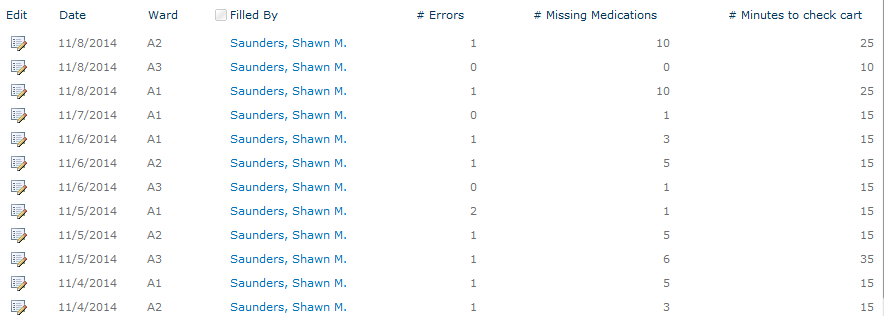 Edit Date Ward Filled By # Errors # Missing Medications # Minutes to check cart
11/8/2014 A2 Saunders, Shawn M. 1 10 25
11/8/2014 A3 Saunders, Shawn M. 0 0 10
11/8/2014 A1 Saunders, Shawn M. 1 10 25
11/7/2014 A1 Saunders, Shawn M. 0 1 15
11/6/2014 A1 Saunders, Shawn M. 1 3 15
11/6/2014 A2 Saunders, Shawn M. 1 5 15
11/6/2014 A3 Saunders, Shawn M. 0 1 15
11/5/2014 A1 Saunders, Shawn M. 2 1 15
11/5/2014 A2 Saunders, Shawn M. 1 5 15
11/5/2014 A3 Saunders, Shawn M. 1 6 35
11/4/2014 A1 Saunders, Shawn M. 1 5 15
11/4/2014 A2 Saunders, Shawn M. 1 3 15